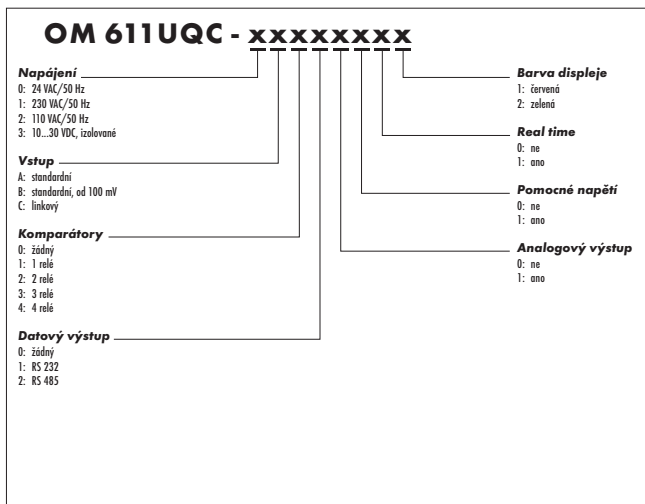 OM 611UQC - xxxxxxxx
Napájení
0: 24 VAC/50 Hz
1: 230 VAC/50 Hz
2: 110 VAC/50 Hz
3: 10...30 VDC, izolované
Vstup
A: standardní
B: standardní, od 100 mV
C: linkový
Komparátory
0: žádný
1: 1 relé
2: 2 relé
3: 3 relé
4: 4 relé
Datový výstup
0: žádný
1: RS 232
2: RS 485
Barva displeje
1: červená
2: zelená
Real time
0: ne
1: ano
Pomocné napětí
0: ne
1: ano
Analogový výstup
0: ne
1: ano